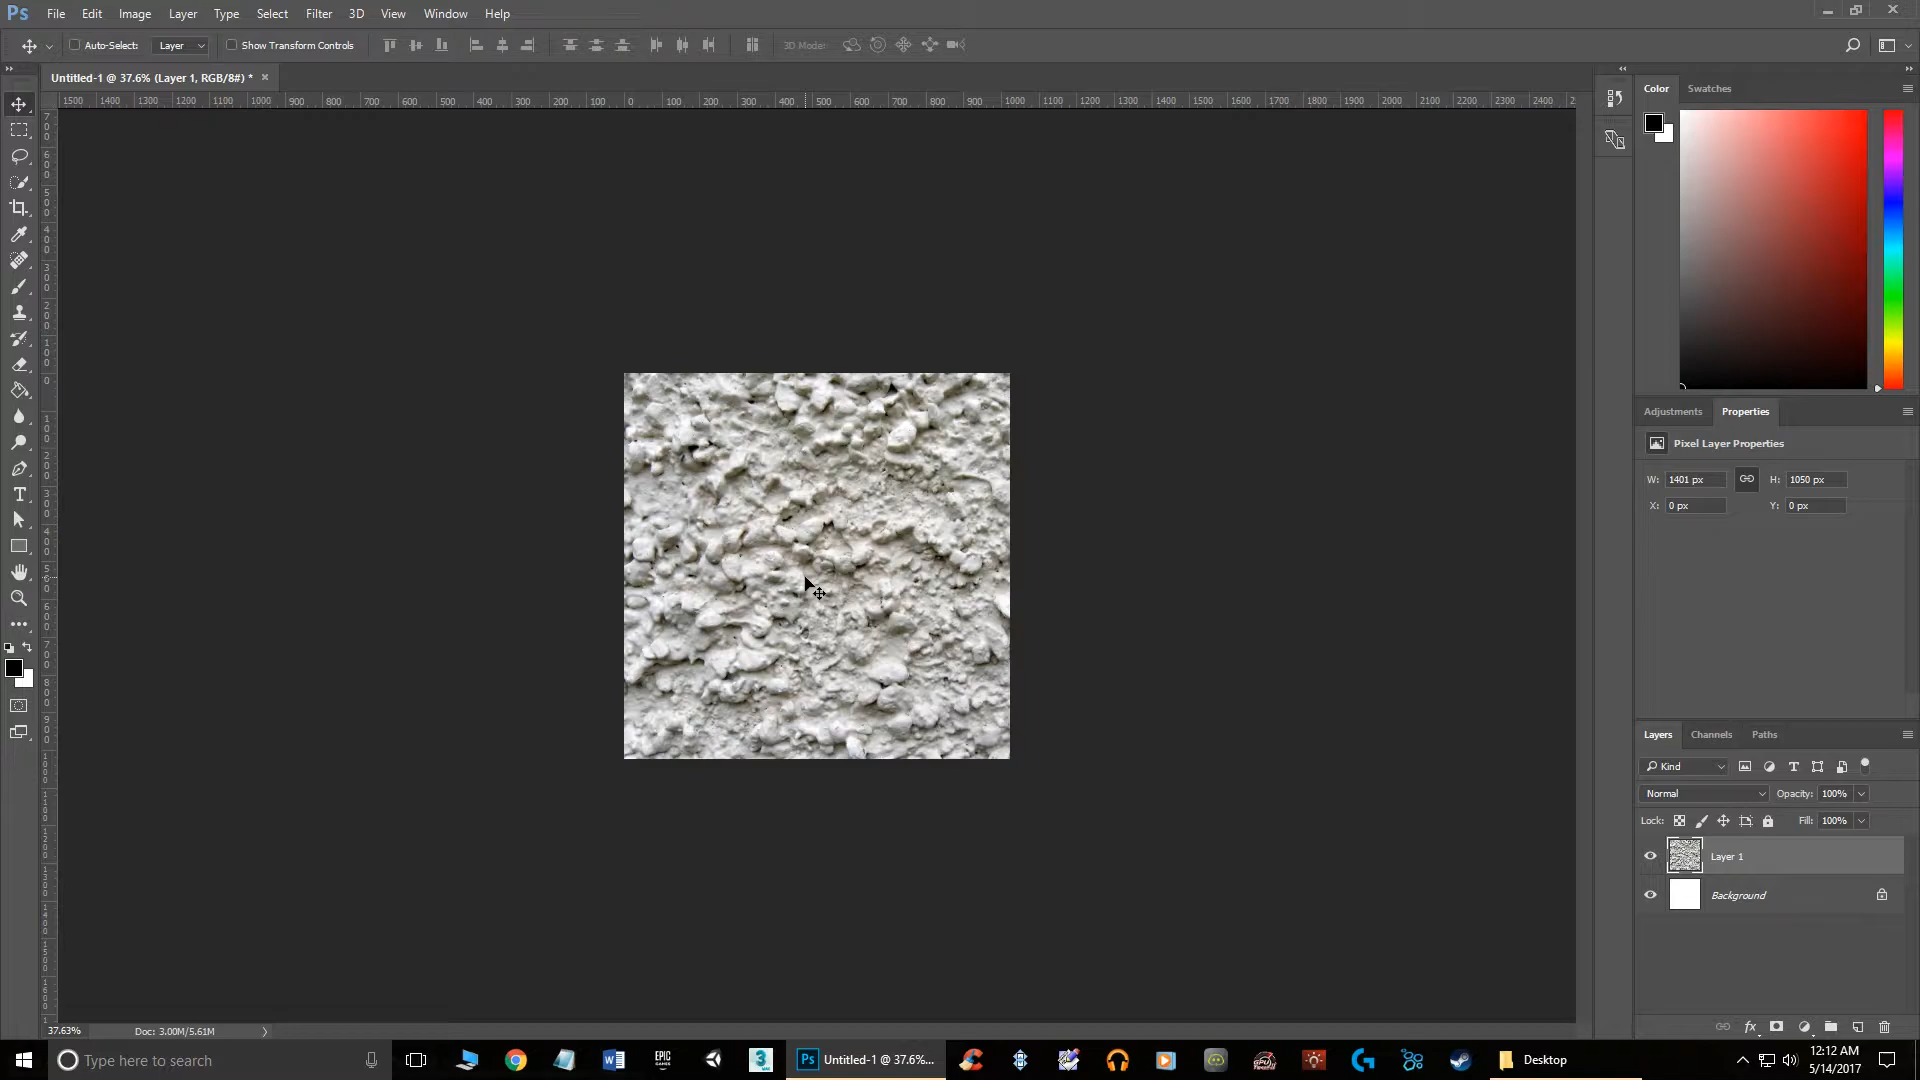 Ps File Edit Image Layer Type Select Filter 3D View Window Help
Auto-Select: Layer Show Transform Controls 3D Mode:
Untitled-1 @ 37.6% (Layer 1, RGB/8#) * ×
1500 1400 1300 1200 1100 1000 900 800 700 600 500 400 300 200 100 0 100 200 300 400 500 600 700 800 900 1000 1100 1200 1300 1400 1500 1600 1700 1800 1900 2000 2100 2200 2300 2400
Color Swatches
Adjustments Properties
Pixel Layer Properties
W: 1401 px H: 1050 px
X: 0 px Y: 0 px
Layers Channels Paths
Kind
Normal Opacity: 100%
Lock: Fill: 100%
Layer 1
Background
37.63% Doc: 3.00M/5.61M
Type here to search
EPIC GAMES
3
Ps Untitled-1 @ 37.6%...
Desktop
12:12 AM
5/14/2017